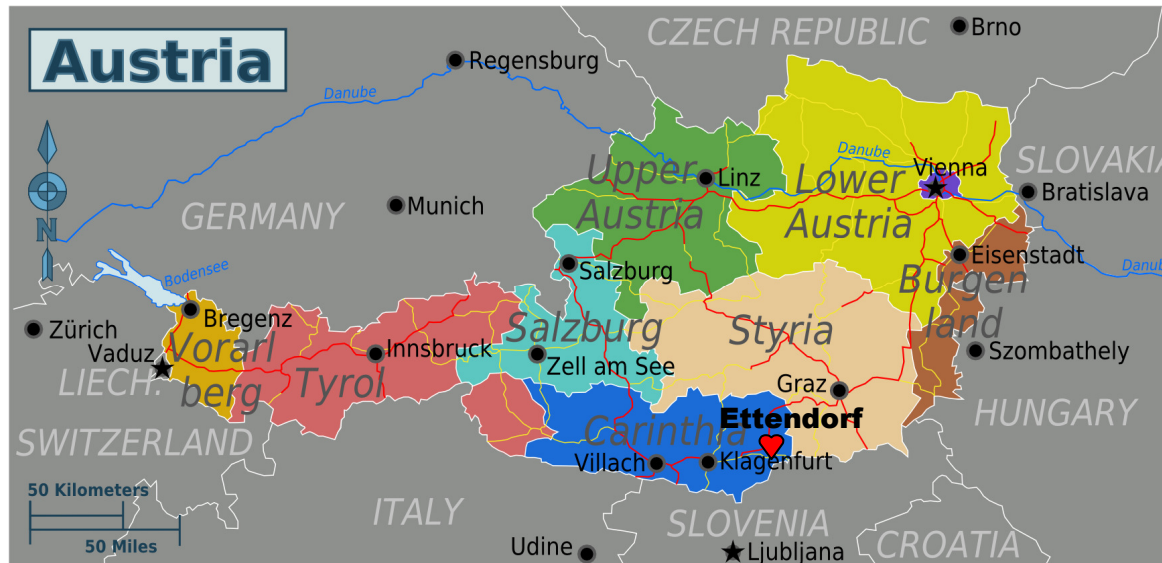 Austria
CZECH REPUBLIC
Brno
Regensburg
Danube
Upper
Austria
Linz
Danube
Lower
Austria
Vienna
SLOVAKIA
Bratislava
N
GERMANY
Munich
Eisenstadt
Danube
Bodensee
Salzburg
Burgen
land
Bregenz
Zürich
Vaduz
Vorarl
berg
LIECH.
Innsbruck
Tyrol
Salzburg
Zell am See
Styria
Szombathely
Graz
HUNGARY
Ettendorf
Carinthia
SWITZERLAND
Villach
Klagenfurt
50 Kilometers
50 Miles
ITALY
SLOVENIA
CROATIA
Udine
Ljubljana